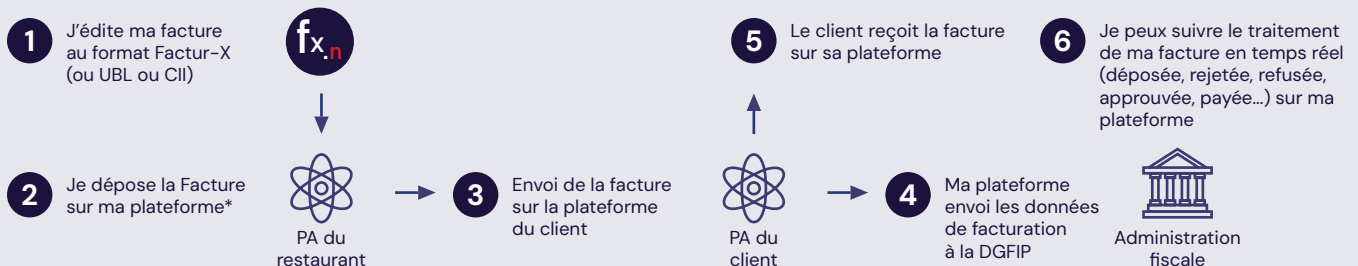 1
J'édite ma facture
au format Factur-X
(ou UBL ou CII)
fx.n
5
Le client reçoit la facture
sur sa plateforme
6
Je peux suivre le traitement
de ma facture en temps réel
(déposée, rejetée, refusée,
approuvée, payée...) sur ma
plateforme
2
Je dépose la Facture
sur ma plateforme*
PA du
restaurant
3
Envoi de la facture
sur la plateforme
du client
PA du
client
4
Ma plateforme
envoi les données
de facturation
à la DGFIP
Administration
fiscale